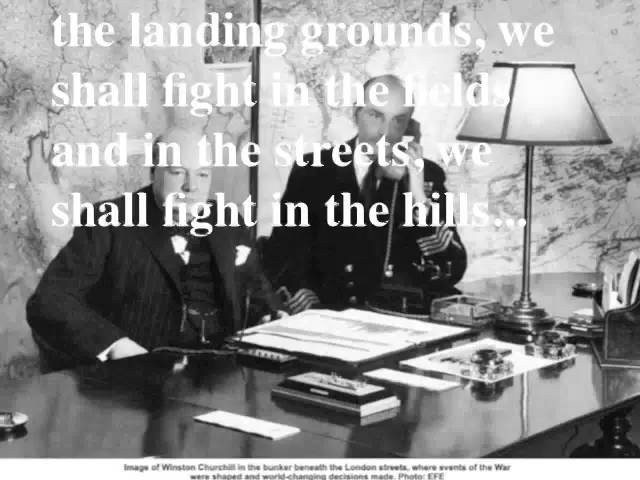 the landing grounds, we
shall fight in the fields
and in the streets, we
shall fight in the hills...
Image of Winston Churchill in the bunker beneath the London streets, where events of the War
were shaped and world-changing decisions made. Photo: EFE